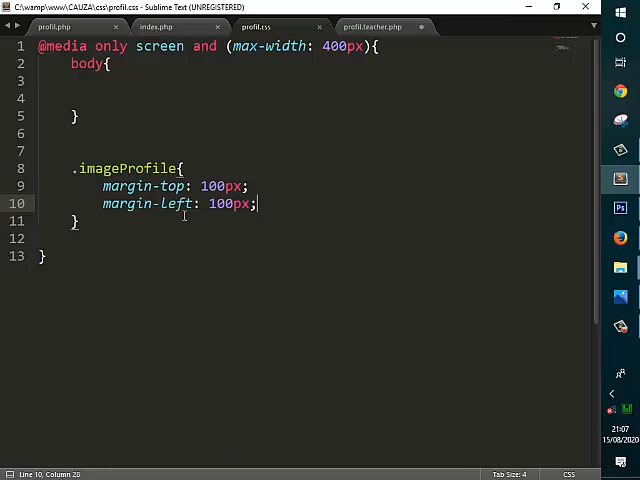 C:\wamp\www\CAUZA\css\profil.css - Sublime Text (UNREGISTERED)
profil.php
index.php
profil.css
profil.teacher.php
1 @media only screen and (max-width: 400px){
2 body{
3
4
5 }
6
7
8 .imageProfile{
9 margin-top: 100px;
10 margin-left: 100px;
11 }
12
13 }
Line 10, Column 28
Tab Size: 4
CSS
21:07
15/08/2020